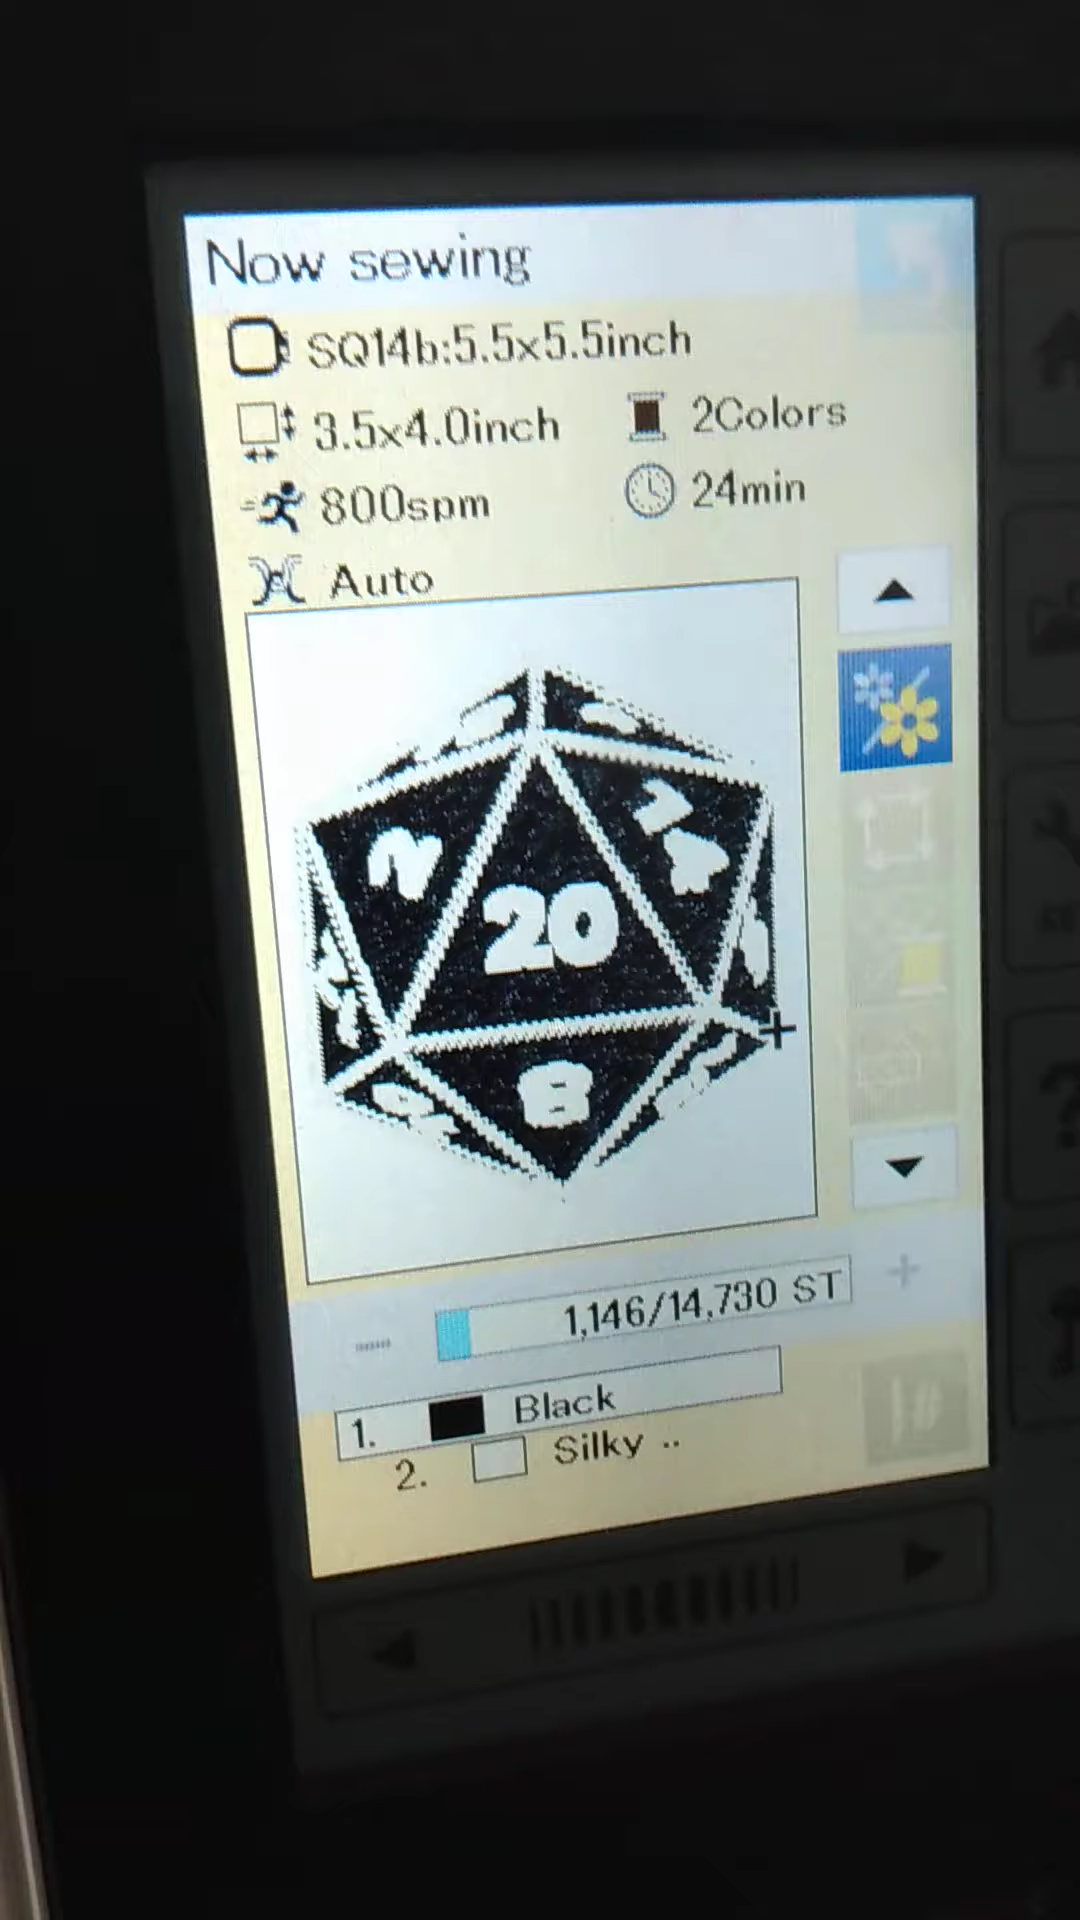 Now sewing
SQ14b:5.5x5.5inch
3.5x4.0inch
2Colors
800spm
24min
Auto
2
20
8
1,146/14,730 ST
1. Black
2. Silky ..